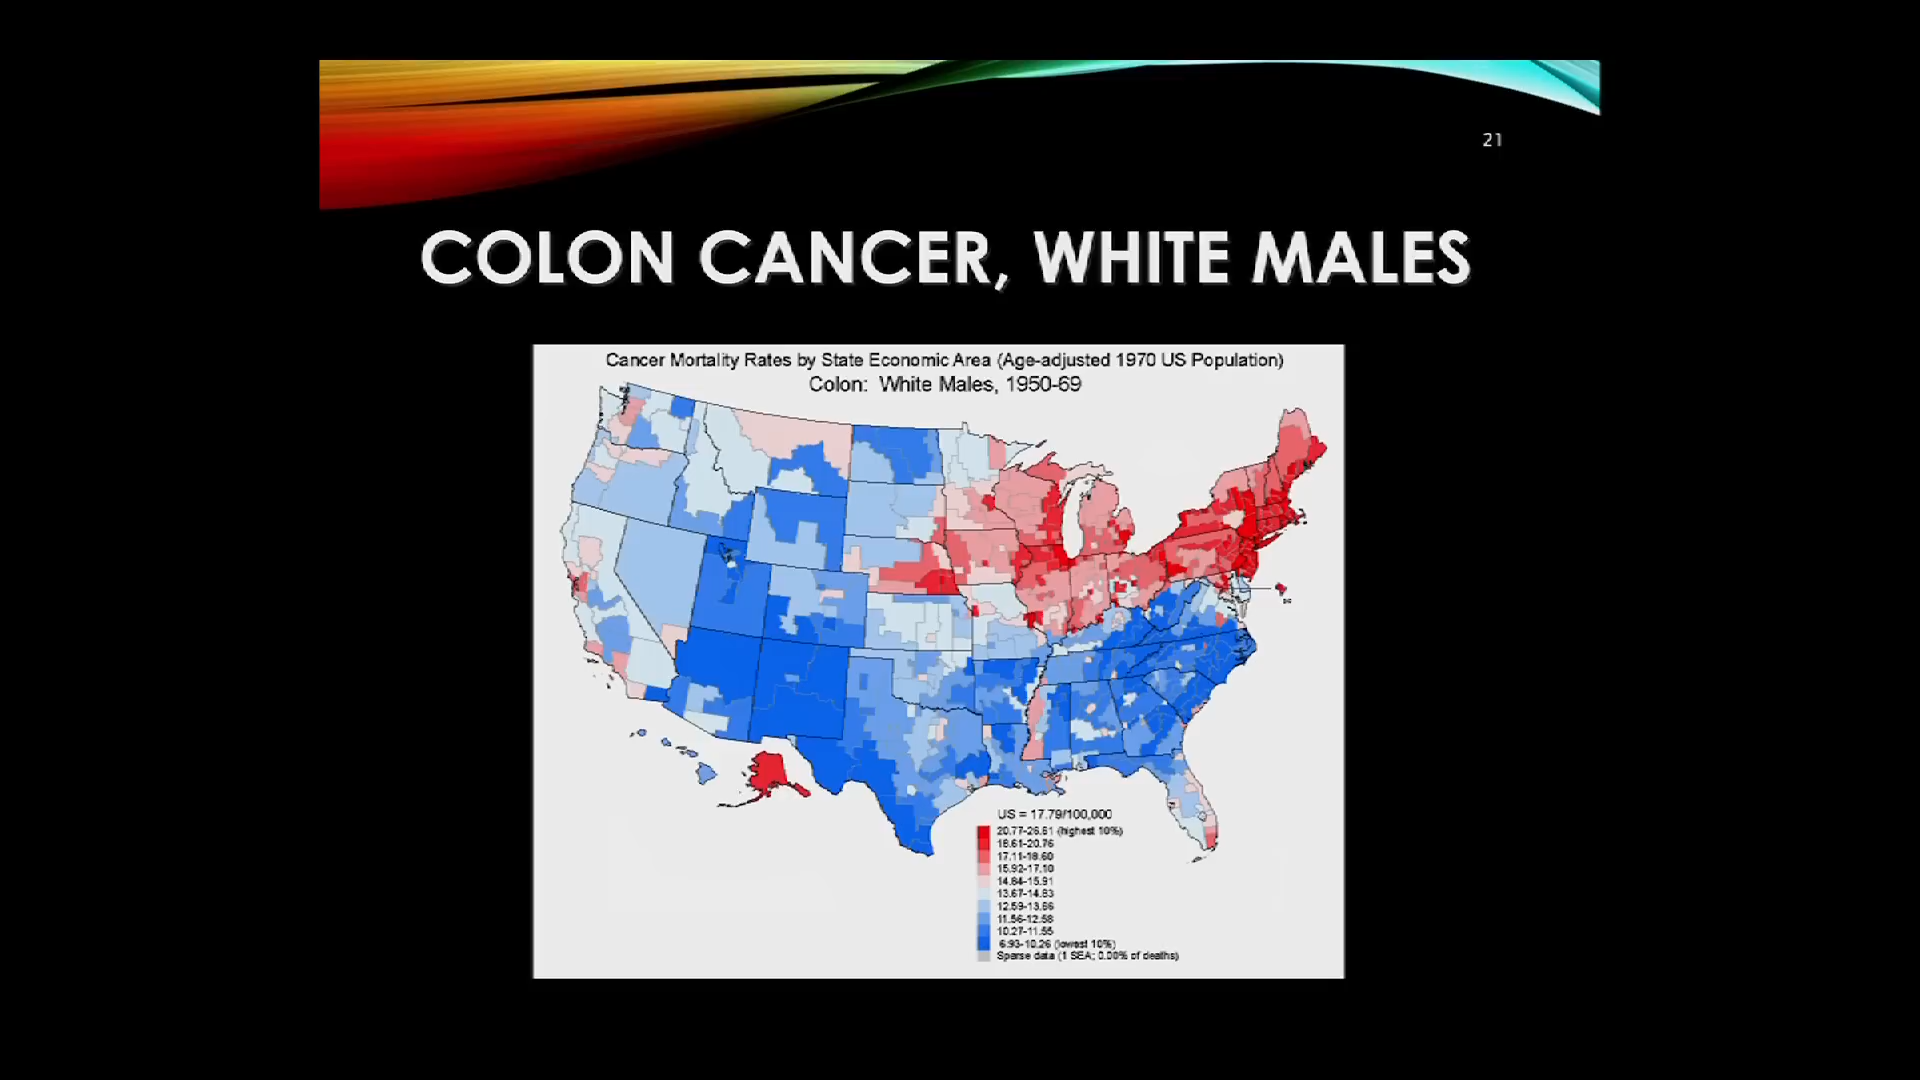 21
COLON CANCER, WHITE MALES
Cancer Mortality Rates by State Economic Area (Age-adjusted 1970 US Population)
Colon: White Males, 1950-69
US = 17.79/100,000
20.77-26.61 (highest 10%)
18.61-20.76
17.11-18.60
15.92-17.10
14.84-15.91
13.67-14.83
12.59-13.66
11.56-12.58
10.27-11.55
6.93-10.26 (lowest 10%)
Sparse data (1 SEA; 0.00% of deaths)